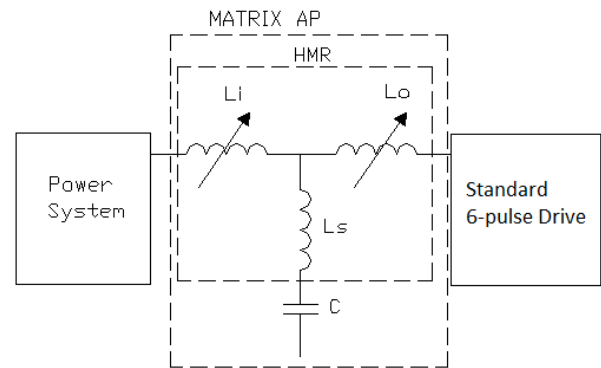 MATRIX AP
HMR
Li
Lo
Power
System
Standard
6-pulse Drive
Ls
C